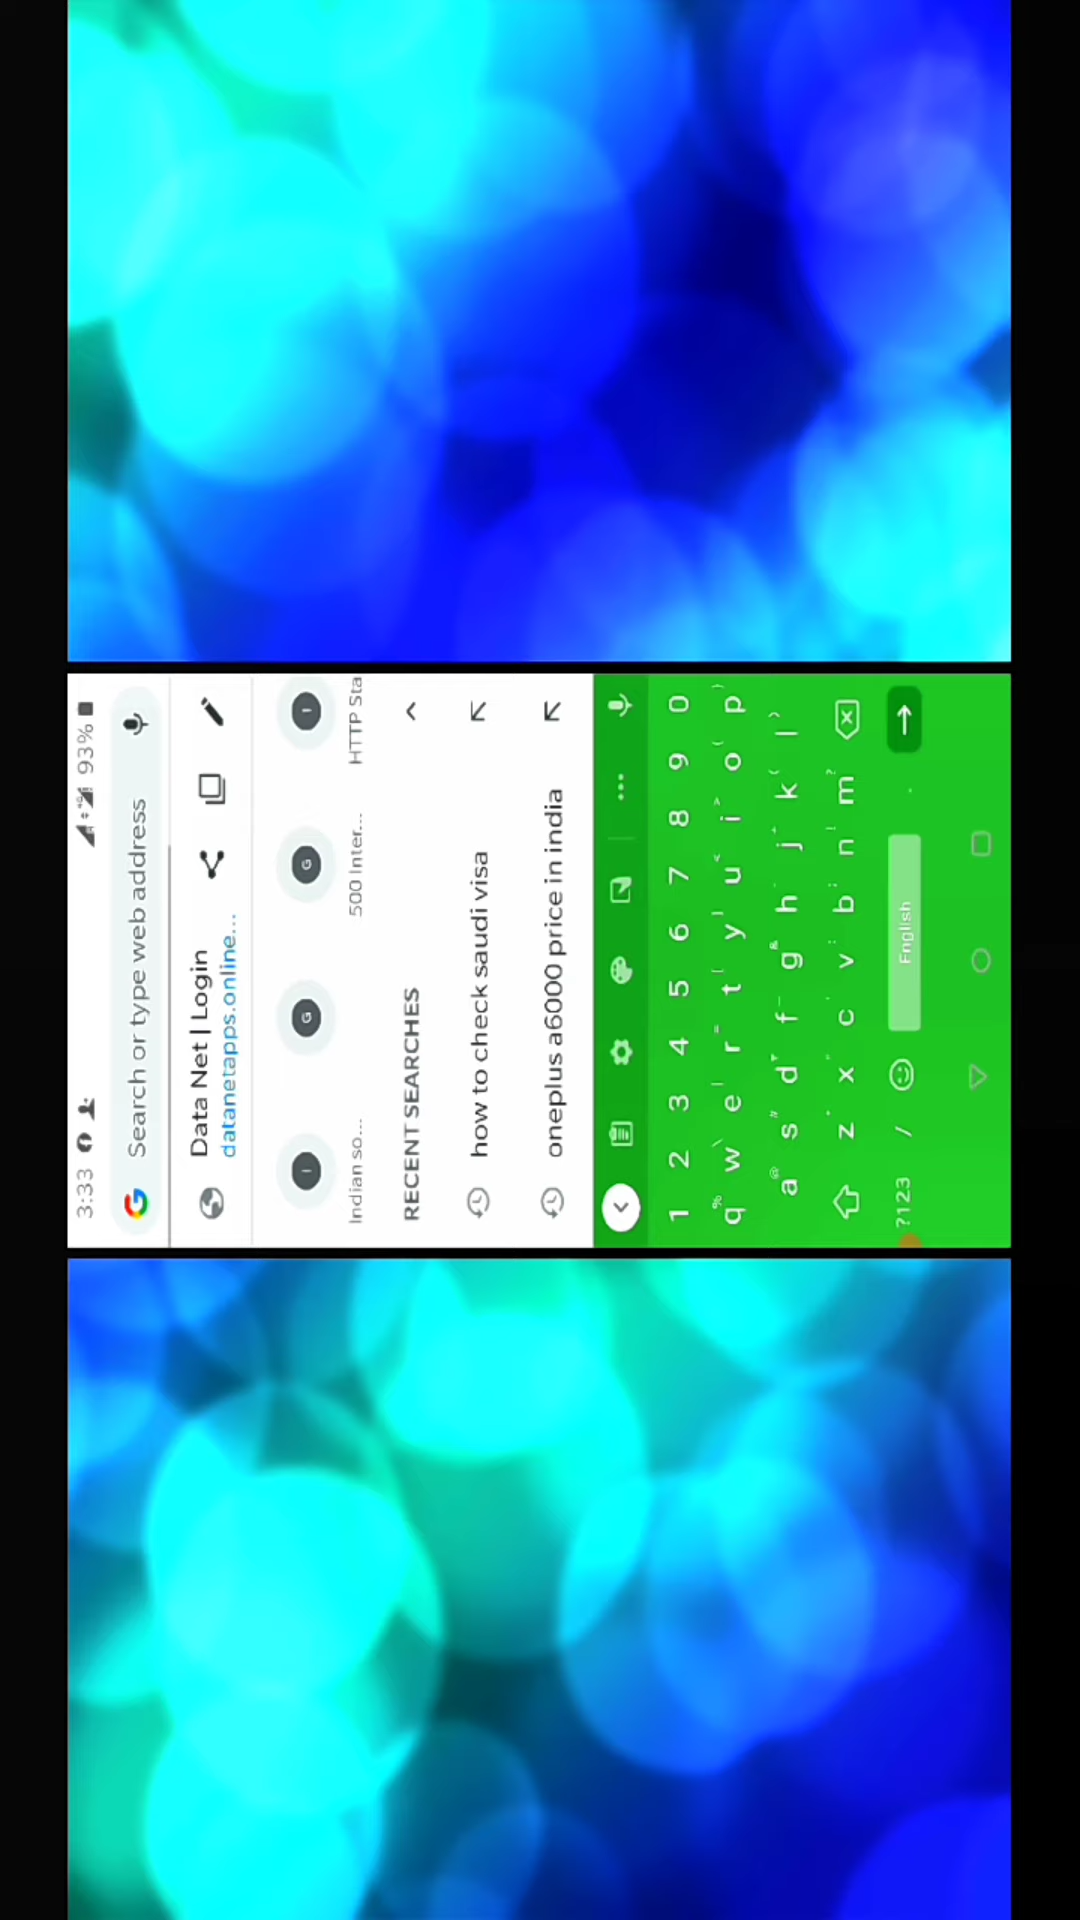 3:33 93%
Search or type web address
Data Net | Login
datanetapps.online...
I G G I
Indian so... 500 Inter... HTTP Sta
RECENT SEARCHES
how to check saudi visa
oneplus a6000 price in india
1 2 3 4 5 6 7 8 9 0
q w e r t y u i o p
a s d f g h j k l
z x c v b n m
?123 / English .